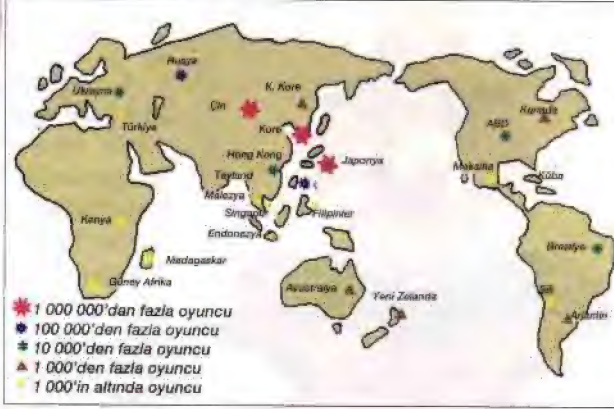 Rusya
Ukrayna
K. Kore
Çin
Kanada
ABD
Türkiye
Kore
Hong Kong
Japonya
Tayland
Meksika
Küba
Malezya
Filipinler
Kenya
Endonezya
Madagaskar
Brezilya
Güney Afrika
Avustralya
Yeni Zelanda
Arjantin
1 000 000'dan fazla oyuncu
100 000'den fazla oyuncu
10 000'den fazla oyuncu
1 000'den fazla oyuncu
1 000'in altında oyuncu